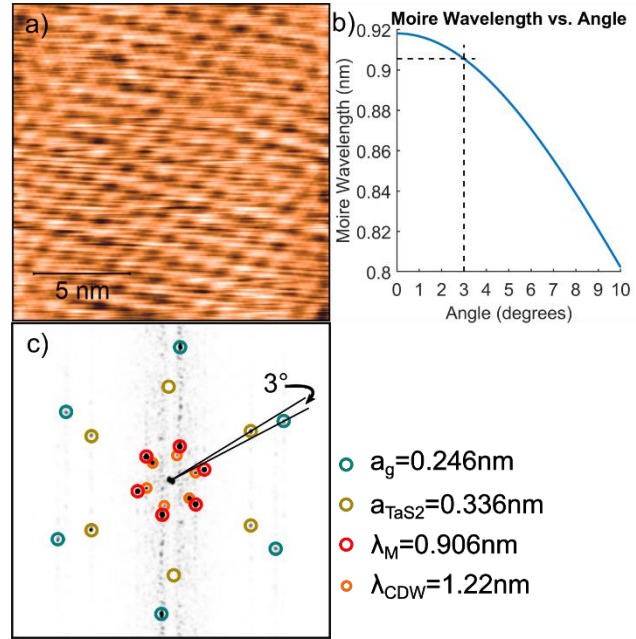 a)
5 nm
b)
Moire Wavelength vs. Angle
Moire Wavelength (nm)
0.92
0.9
0.88
0.86
0.84
0.82
0.8
0 1 2 3 4 5 6 7 8 9 10
Angle (degrees)
c)
3°
a_g=0.246nm
a_TaS2=0.336nm
λ_M=0.906nm
λ_CDW=1.22nm